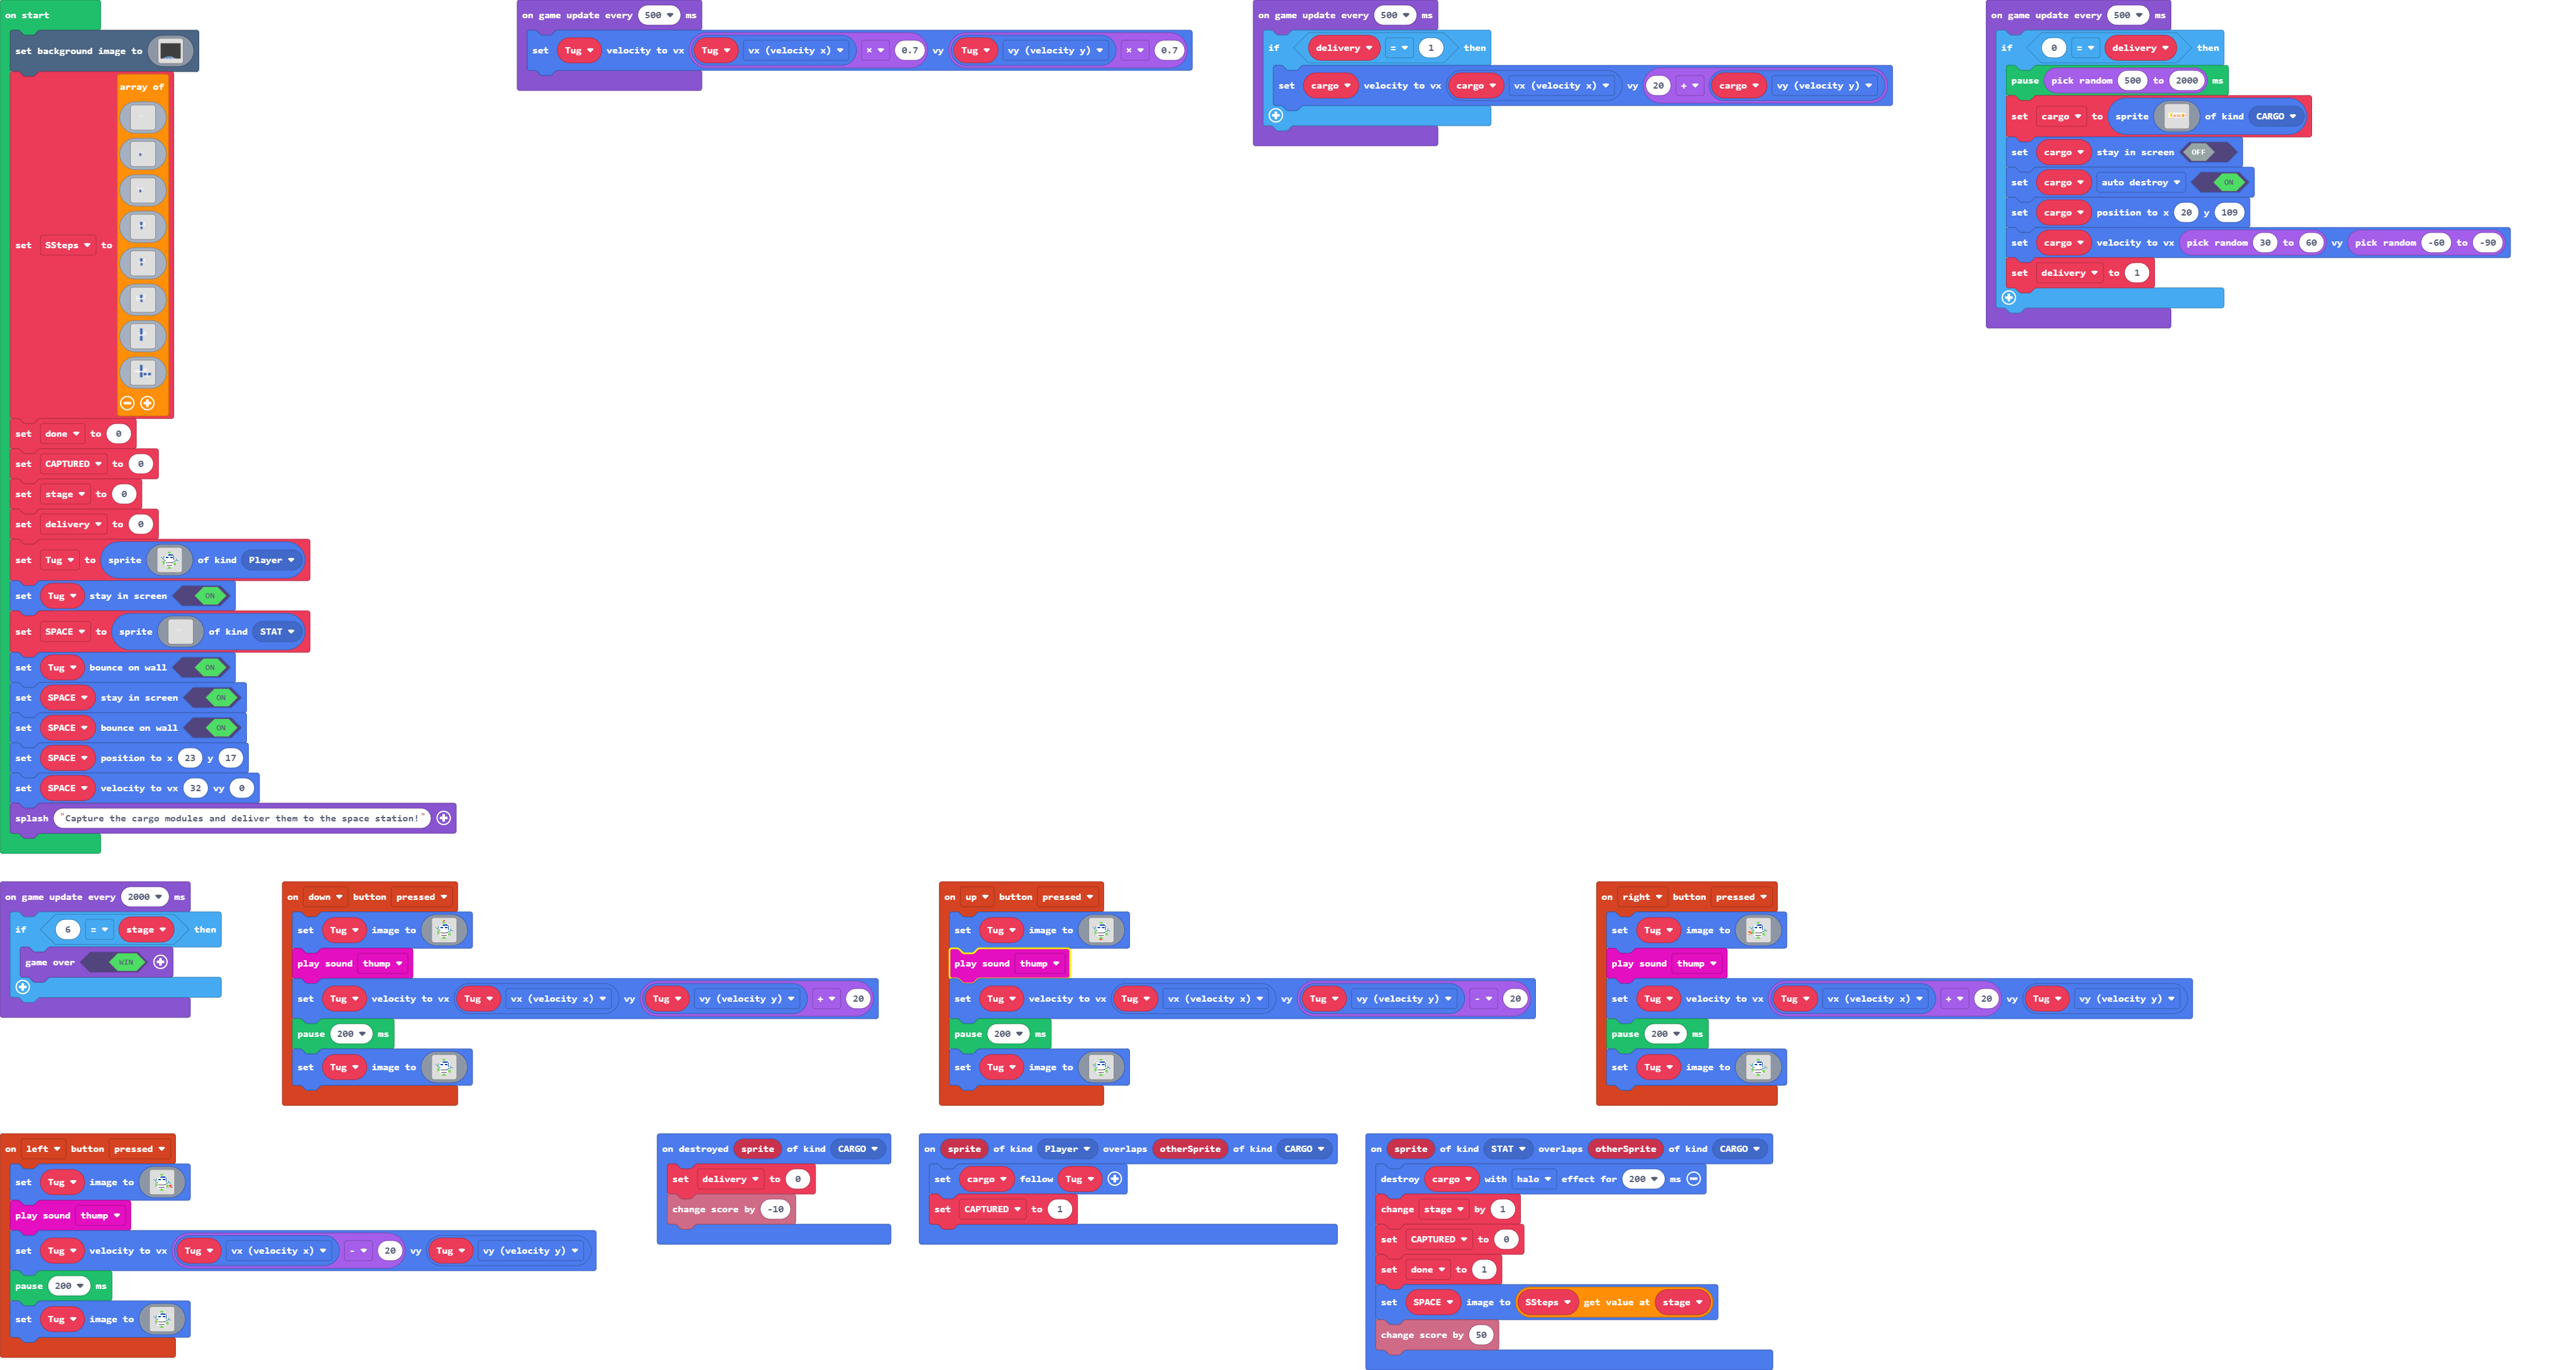 on start
set background image to
set SSteps to array of
set done to 0
set CAPTURED to 0
set stage to 0
set delivery to 0
set Tug to sprite of kind Player
set Tug stay in screen ON
set SPACE to sprite of kind STAT
set Tug bounce on wall ON
set SPACE stay in screen ON
set SPACE bounce on wall ON
set SPACE position to x 23 y 17
set SPACE velocity to vx 32 vy 0
splash "Capture the cargo modules and deliver them to the space station!"
on game update every 500 ms
set Tug velocity to vx Tug vx (velocity x) × 0.7 vy Tug vy (velocity y) × 0.7
on game update every 500 ms
if delivery = 1 then
set cargo velocity to vx cargo vx (velocity x) vy 20 + cargo vy (velocity y)
on game update every 500 ms
if 0 = delivery then
pause pick random 500 to 2000 ms
set cargo to sprite of kind CARGO
set cargo stay in screen OFF
set cargo auto destroy ON
set cargo position to x 20 y 109
set cargo velocity to vx pick random 30 to 60 vy pick random -60 to -90
set delivery to 1
on game update every 2000 ms
if 6 = stage then
game over WIN
on down button pressed
set Tug image to
play sound thump
set Tug velocity to vx Tug vx (velocity x) vy Tug vy (velocity y) + 20
pause 200 ms
set Tug image to
on up button pressed
set Tug image to
play sound thump
set Tug velocity to vx Tug vx (velocity x) vy Tug vy (velocity y) - 20
pause 200 ms
set Tug image to
on right button pressed
set Tug image to
play sound thump
set Tug velocity to vx Tug vx (velocity x) + 20 vy Tug vy (velocity y)
pause 200 ms
set Tug image to
on left button pressed
set Tug image to
play sound thump
set Tug velocity to vx Tug vx (velocity x) - 20 vy Tug vy (velocity y)
pause 200 ms
set Tug image to
on destroyed sprite of kind CARGO
set delivery to 0
change score by -10
on sprite of kind Player overlaps otherSprite of kind CARGO
set cargo follow Tug
set CAPTURED to 1
on sprite of kind STAT overlaps otherSprite of kind CARGO
destroy cargo with halo effect for 200 ms
change stage by 1
set CAPTURED to 0
set done to 1
set SPACE image to SSteps get value at stage
change score by 50